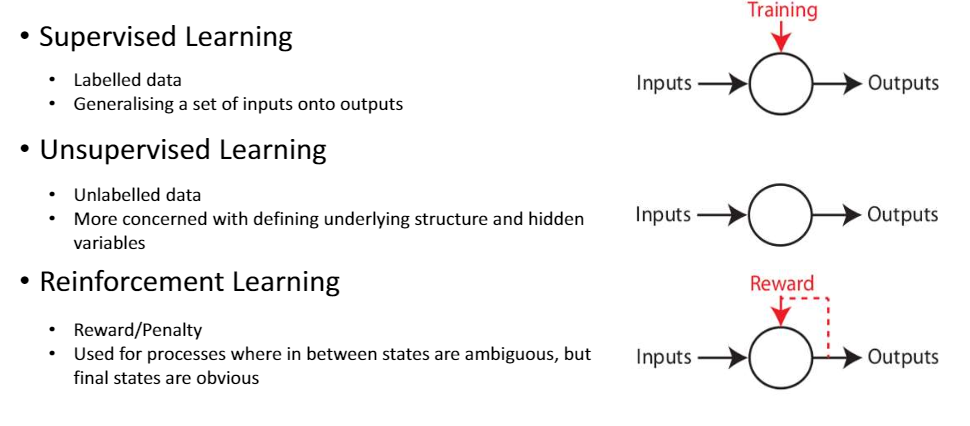 • Supervised Learning
• Labelled data
• Generalising a set of inputs onto outputs
Training
Inputs
Outputs
• Unsupervised Learning
• Unlabelled data
• More concerned with defining underlying structure and hidden
variables
Inputs
Outputs
• Reinforcement Learning
• Reward/Penalty
• Used for processes where in between states are ambiguous, but
final states are obvious
Reward
Inputs
Outputs